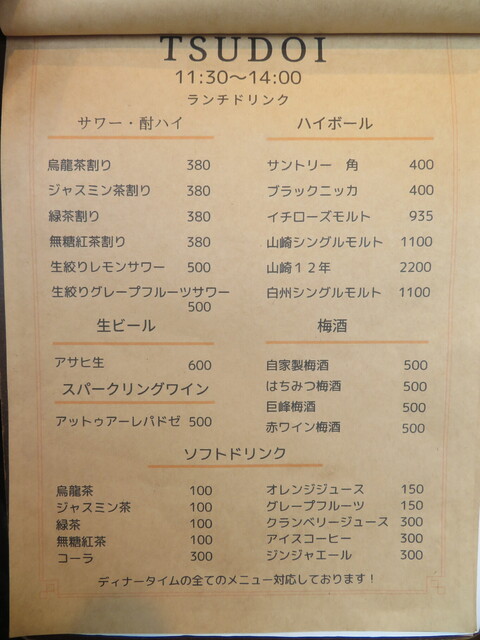 TSUDOI
11:30〜14:00
ランチドリンク
サワー・酎ハイ
烏龍茶割り 380
ジャスミン茶割り 380
緑茶割り 380
無糖紅茶割り 380
生絞りレモンサワー 500
生絞りグレープフルーツサワー
500
生ビール
アサヒ生 600
スパークリングワイン
アットゥアーレバドゼ 500
ハイボール
サントリー 角 400
ブラックニッカ 400
イチローズモルト 935
山崎シングルモルト 1100
山崎12年 2200
白州シングルモルト 1100
梅酒
自家製梅酒 500
はちみつ梅酒 500
巨峰梅酒 500
赤ワイン梅酒 500
ソフトドリンク
烏龍茶 100
ジャスミン茶 100
緑茶 100
無糖紅茶 100
コーラ 300
オレンジジュース 150
グレープフルーツ 150
クランベリージュース 300
アイスコーヒー 300
ジンジャエール 300
ディナータイムの全てのメニュー対応しております!